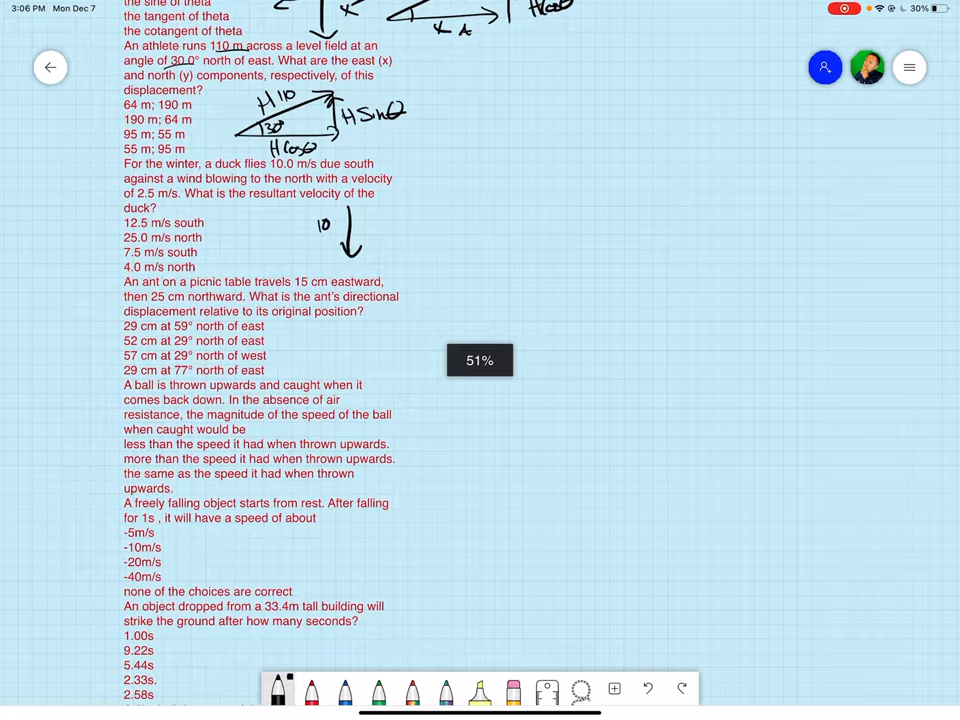 3:06 PM Mon Dec 7
30%
the sine of theta
the tangent of theta
the cotangent of theta
x
x
Hcosθ
An athlete runs 110 m across a level field at an
angle of 30.0° north of east. What are the east (x)
and north (y) components, respectively, of this
displacement?
64 m; 190 m
190 m; 64 m
95 m; 55 m
55 m; 95 m
H 110
30°
H Sinθ
H Cosθ
For the winter, a duck flies 10.0 m/s due south
against a wind blowing to the north with a velocity
of 2.5 m/s. What is the resultant velocity of the
duck?
12.5 m/s south
25.0 m/s north
7.5 m/s south
4.0 m/s north
10
An ant on a picnic table travels 15 cm eastward,
then 25 cm northward. What is the ant’s directional
displacement relative to its original position?
29 cm at 59° north of east
52 cm at 29° north of east
57 cm at 29° north of west
29 cm at 77° north of east
51%
A ball is thrown upwards and caught when it
comes back down. In the absence of air
resistance, the magnitude of the speed of the ball
when caught would be
less than the speed it had when thrown upwards.
more than the speed it had when thrown upwards.
the same as the speed it had when thrown
upwards.
A freely falling object starts from rest. After falling
for 1s , it will have a speed of about
-5m/s
-10m/s
-20m/s
-40m/s
none of the choices are correct
An object dropped from a 33.4m tall building will
strike the ground after how many seconds?
1.00s
9.22s
5.44s
2.33s.
2.58s